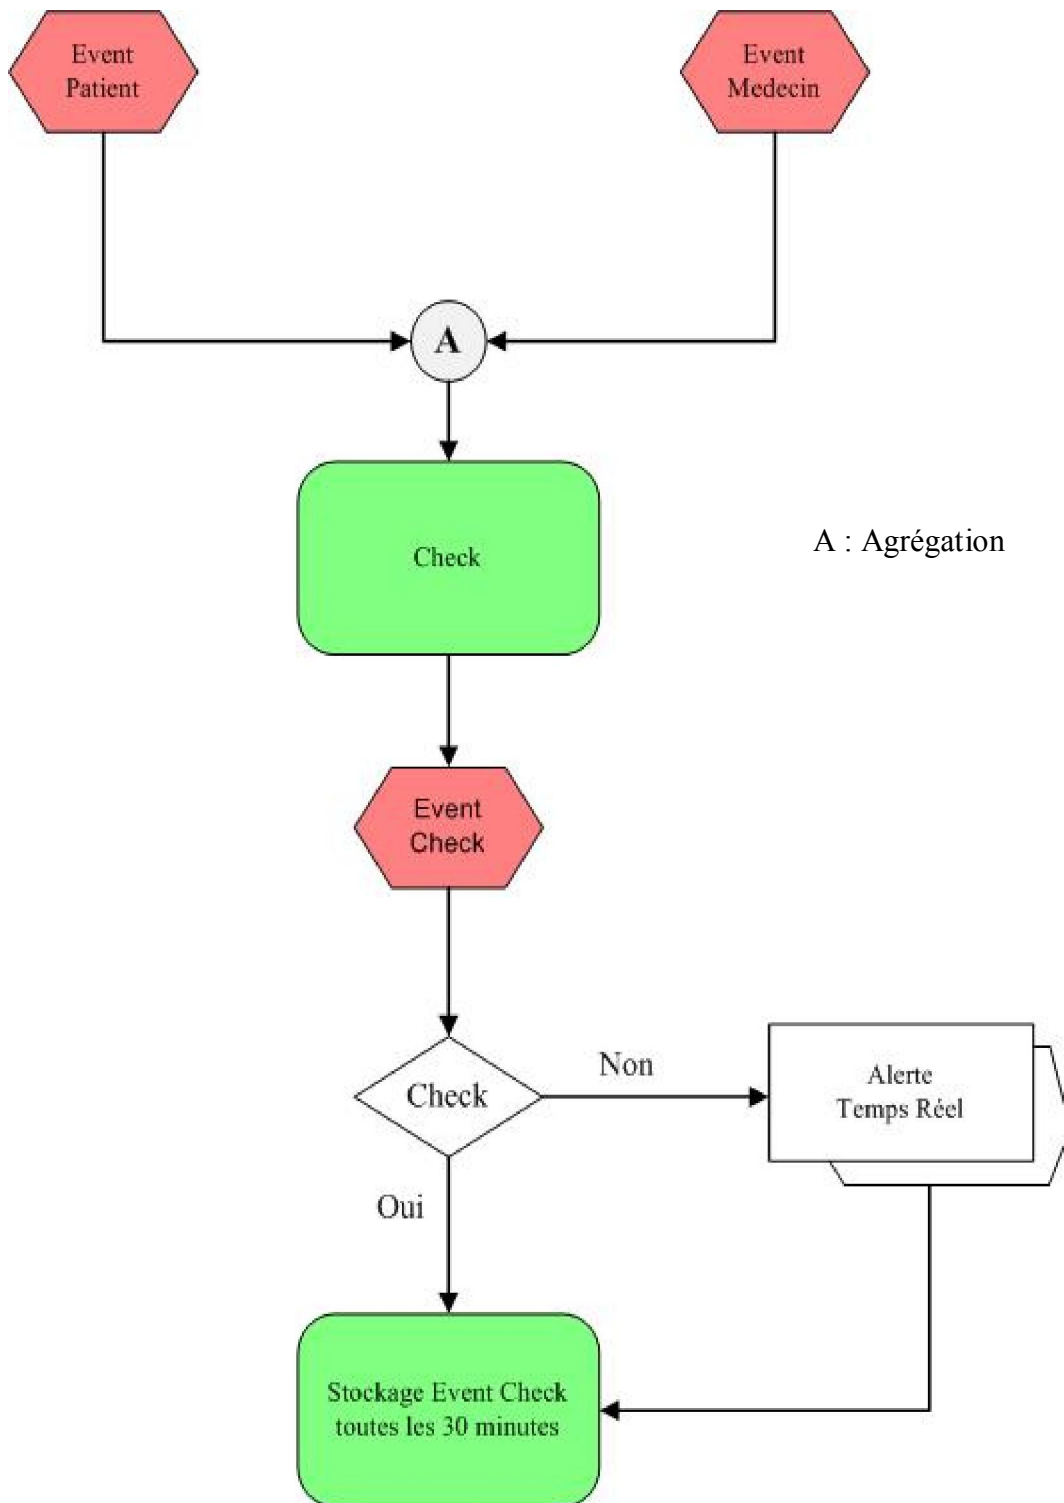 Event
Patient
Event
Medecin
A
Check
A : Agrégation
Event
Check
Check
Non
Alerte
Temps Réel
Oui
Stockage Event Check
toutes les 30 minutes